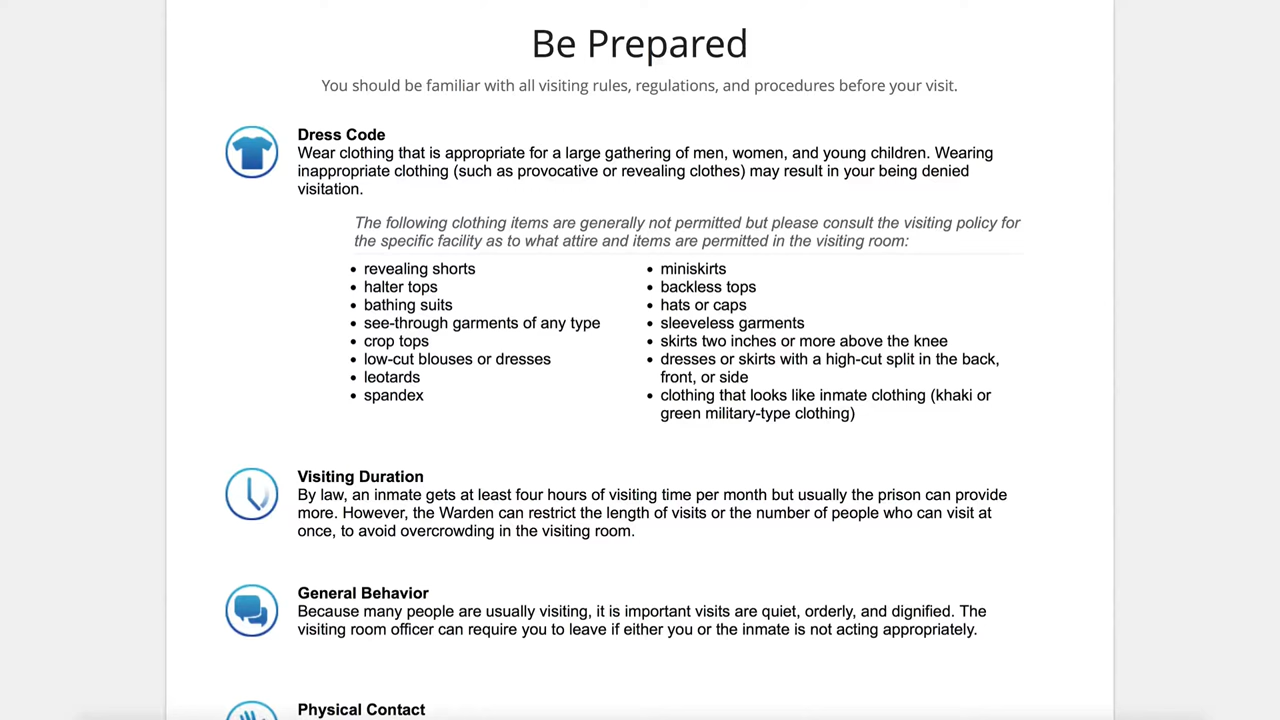 Be Prepared
You should be familiar with all visiting rules, regulations, and procedures before your visit.
Dress Code
Wear clothing that is appropriate for a large gathering of men, women, and young children. Wearing
inappropriate clothing (such as provocative or revealing clothes) may result in your being denied
visitation.
The following clothing items are generally not permitted but please consult the visiting policy for
the specific facility as to what attire and items are permitted in the visiting room:
• revealing shorts
• halter tops
• bathing suits
• see-through garments of any type
• crop tops
• low-cut blouses or dresses
• leotards
• spandex
• miniskirts
• backless tops
• hats or caps
• sleeveless garments
• skirts two inches or more above the knee
• dresses or skirts with a high-cut split in the back,
front, or side
• clothing that looks like inmate clothing (khaki or
green military-type clothing)
Visiting Duration
By law, an inmate gets at least four hours of visiting time per month but usually the prison can provide
more. However, the Warden can restrict the length of visits or the number of people who can visit at
once, to avoid overcrowding in the visiting room.
General Behavior
Because many people are usually visiting, it is important visits are quiet, orderly, and dignified. The
visiting room officer can require you to leave if either you or the inmate is not acting appropriately.
Physical Contact